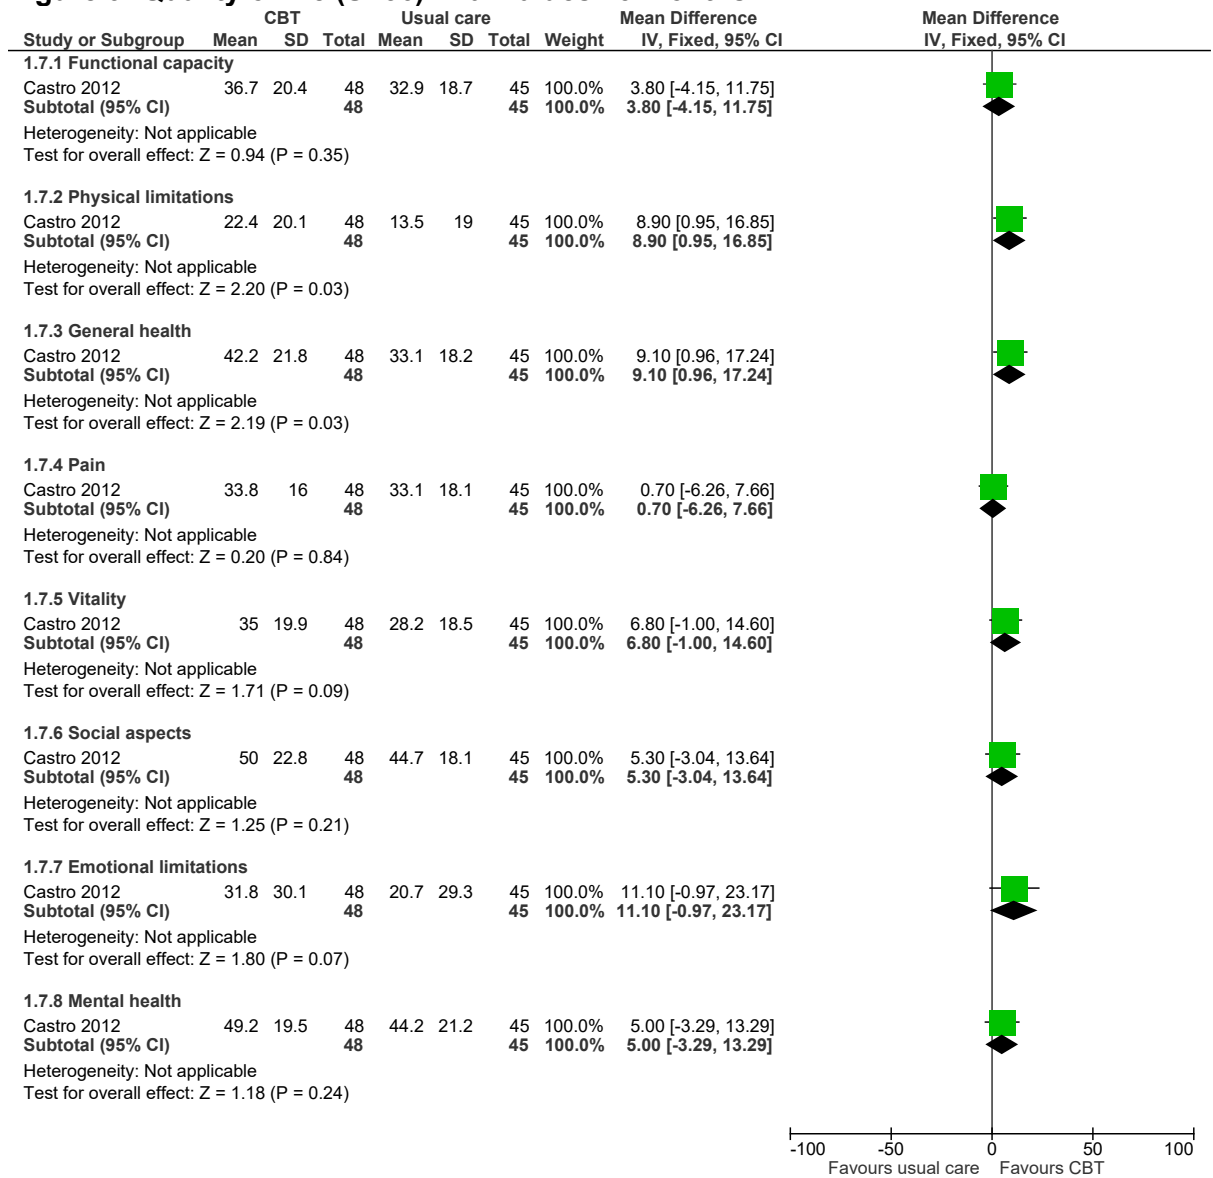 CBT Usual care Mean Difference Mean Difference
Study or Subgroup Mean SD Total Mean SD Total Weight IV, Fixed, 95% CI IV, Fixed, 95% CI
1.7.1 Functional capacity
Castro 2012 36.7 20.4 48 32.9 18.7 45 100.0% 3.80 [-4.15, 11.75]
Subtotal (95% CI) 48 45 100.0% 3.80 [-4.15, 11.75]
Heterogeneity: Not applicable
Test for overall effect: Z = 0.94 (P = 0.35)
1.7.2 Physical limitations
Castro 2012 22.4 20.1 48 13.5 19 45 100.0% 8.90 [0.95, 16.85]
Subtotal (95% CI) 48 45 100.0% 8.90 [0.95, 16.85]
Heterogeneity: Not applicable
Test for overall effect: Z = 2.20 (P = 0.03)
1.7.3 General health
Castro 2012 42.2 21.8 48 33.1 18.2 45 100.0% 9.10 [0.96, 17.24]
Subtotal (95% CI) 48 45 100.0% 9.10 [0.96, 17.24]
Heterogeneity: Not applicable
Test for overall effect: Z = 2.19 (P = 0.03)
1.7.4 Pain
Castro 2012 33.8 16 48 33.1 18.1 45 100.0% 0.70 [-6.26, 7.66]
Subtotal (95% CI) 48 45 100.0% 0.70 [-6.26, 7.66]
Heterogeneity: Not applicable
Test for overall effect: Z = 0.20 (P = 0.84)
1.7.5 Vitality
Castro 2012 35 19.9 48 28.2 18.5 45 100.0% 6.80 [-1.00, 14.60]
Subtotal (95% CI) 48 45 100.0% 6.80 [-1.00, 14.60]
Heterogeneity: Not applicable
Test for overall effect: Z = 1.71 (P = 0.09)
1.7.6 Social aspects
Castro 2012 50 22.8 48 44.7 18.1 45 100.0% 5.30 [-3.04, 13.64]
Subtotal (95% CI) 48 45 100.0% 5.30 [-3.04, 13.64]
Heterogeneity: Not applicable
Test for overall effect: Z = 1.25 (P = 0.21)
1.7.7 Emotional limitations
Castro 2012 31.8 30.1 48 20.7 29.3 45 100.0% 11.10 [-0.97, 23.17]
Subtotal (95% CI) 48 45 100.0% 11.10 [-0.97, 23.17]
Heterogeneity: Not applicable
Test for overall effect: Z = 1.80 (P = 0.07)
1.7.8 Mental health
Castro 2012 49.2 19.5 48 44.2 21.2 45 100.0% 5.00 [-3.29, 13.29]
Subtotal (95% CI) 48 45 100.0% 5.00 [-3.29, 13.29]
Heterogeneity: Not applicable
Test for overall effect: Z = 1.18 (P = 0.24)
-100 -50 0 50 100
Favours usual care Favours CBT